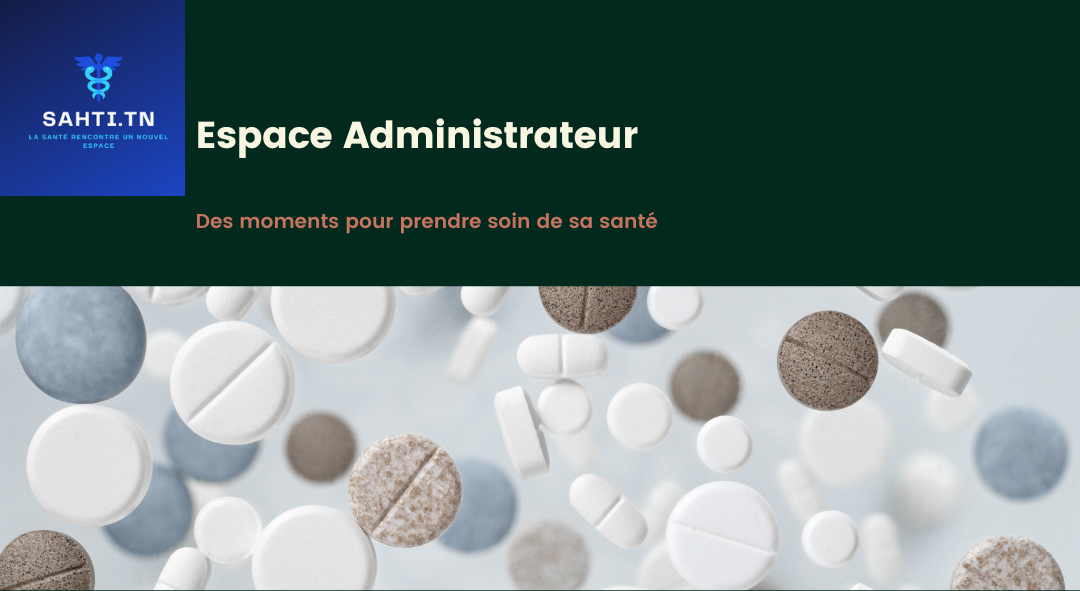 SAHTI.TN
LA SANTÉ RENCONTRE UN NOUVEL
ESPACE
Espace Administrateur
Des moments pour prendre soin de sa santé